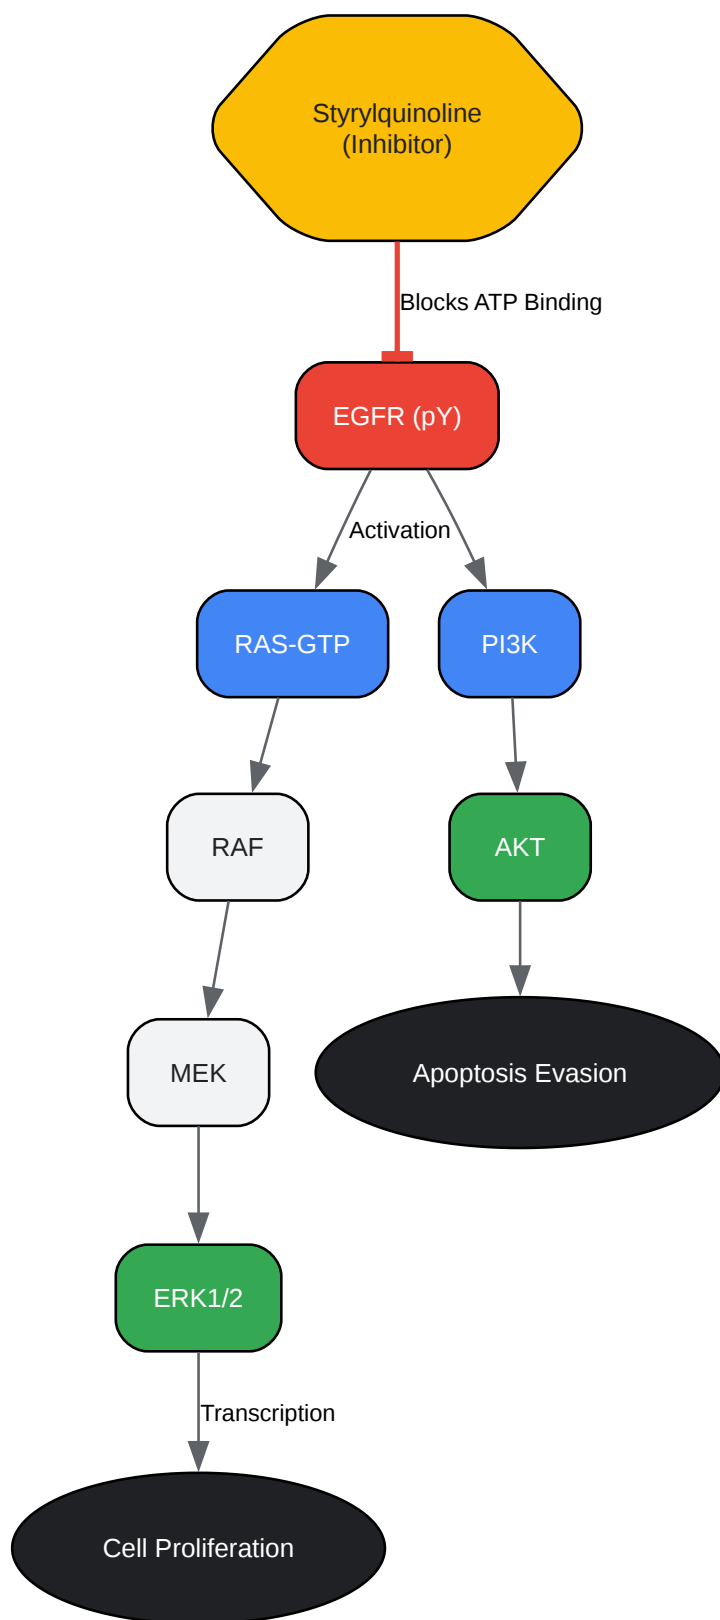 Styrylquinoline
(Inhibitor)
Blocks ATP Binding
EGFR (pY)
Activation
RAS-GTP
PI3K
RAF
AKT
MEK
Apoptosis Evasion
ERK1/2
Transcription
Cell Proliferation